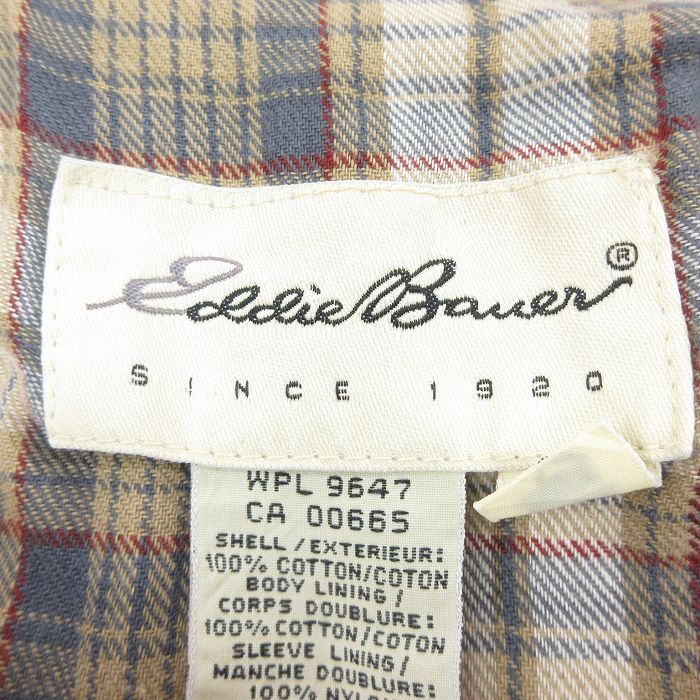 Eddie Bauer®
SINCE 1920
WPL 9647
CA 00665
SHELL/EXTERIEUR:
100% COTTON/COTON
BODY LINING/
CORPS DOUBLURE:
100% COTTON/COTON
SLEEVE LINING/
MANCHE DOUBLURE:
100%